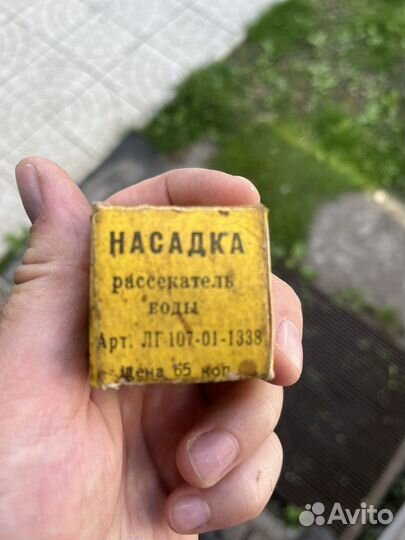 НАСАДКА
рассекатель
воды
Арт. ЛГ-107-01-1338
Цена 65 коп
Avito